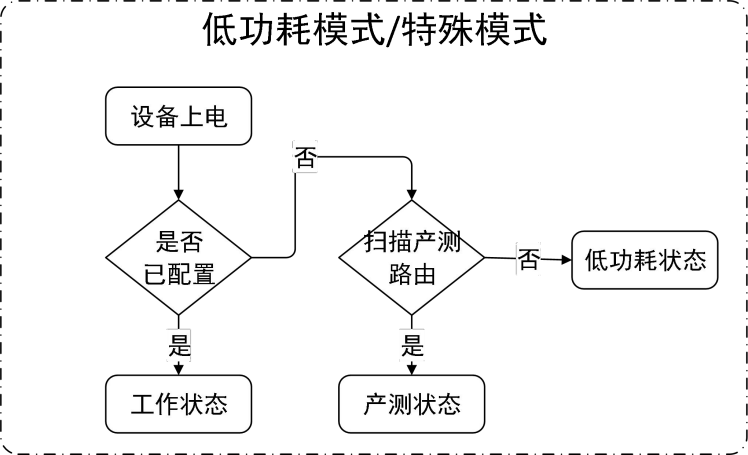 低功耗模式/特殊模式
设备上电
否
是否
已配置
扫描产测
路由
否
低功耗状态
是
是
工作状态
产测状态